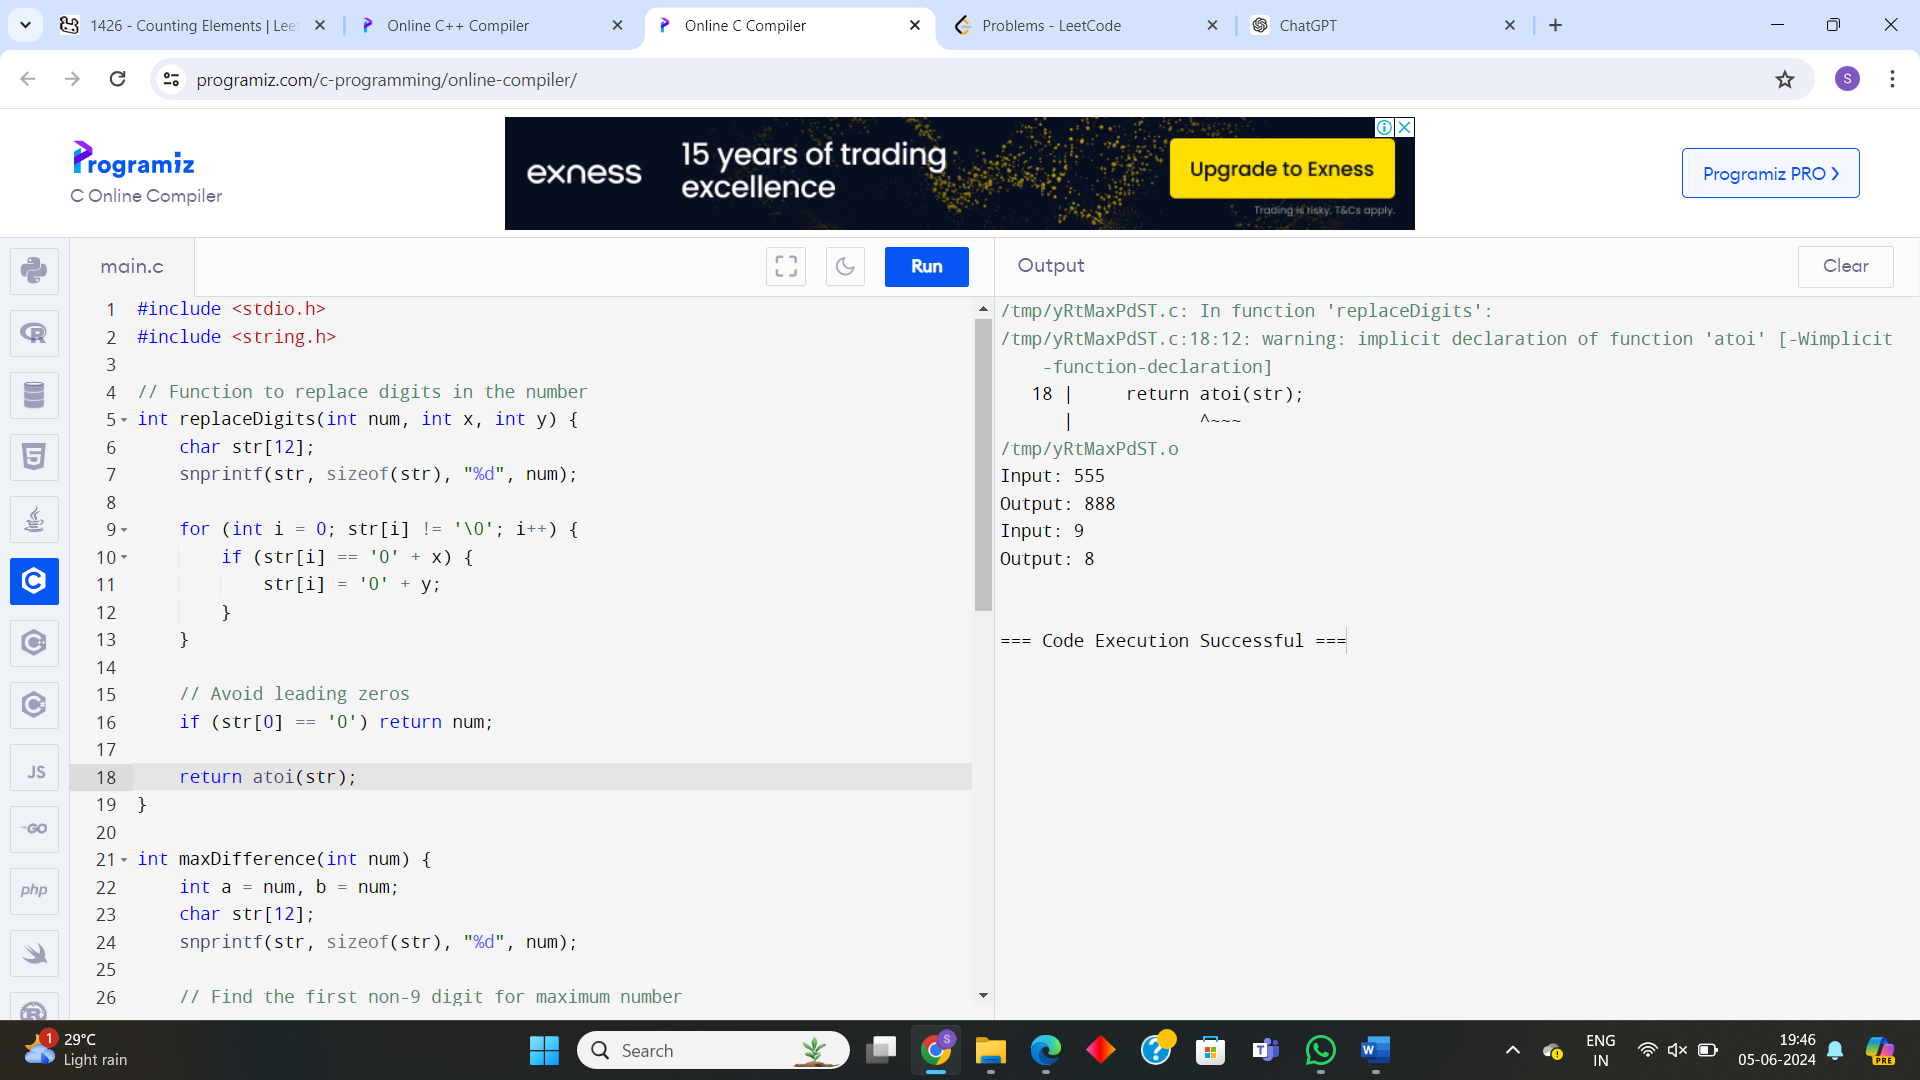 1426 - Counting Elements | Lee
Online C++ Compiler
Online C Compiler
Problems - LeetCode
ChatGPT
programiz.com/c-programming/online-compiler/
S
Programiz
C Online Compiler
exness
15 years of trading
excellence
Upgrade to Exness
Trading is risky. T&Cs apply.
Programiz PRO
main.c
Run
Output
Clear
1 #include <stdio.h>
2 #include <string.h>
3
4 // Function to replace digits in the number
5 int replaceDigits(int num, int x, int y) {
6 char str[12];
7 snprintf(str, sizeof(str), "%d", num);
8
9 for (int i = 0; str[i] != '\0'; i++) {
10 if (str[i] == '0' + x) {
11 str[i] = '0' + y;
12 }
13 }
14
15 // Avoid leading zeros
16 if (str[0] == '0') return num;
17
18 return atoi(str);
19 }
20
21 int maxDifference(int num) {
22 int a = num, b = num;
23 char str[12];
24 snprintf(str, sizeof(str), "%d", num);
25
26 // Find the first non-9 digit for maximum number
/tmp/yRtMaxPdST.c: In function 'replaceDigits':
/tmp/yRtMaxPdST.c:18:12: warning: implicit declaration of function 'atoi' [-Wimplicit
-function-declaration]
18 | return atoi(str);
| ^~~~
/tmp/yRtMaxPdST.o
Input: 555
Output: 888
Input: 9
Output: 8
=== Code Execution Successful ===
JS
GO
php
1
29°C
Light rain
Search
S
W
ENG
IN
19:46
05-06-2024
PRE